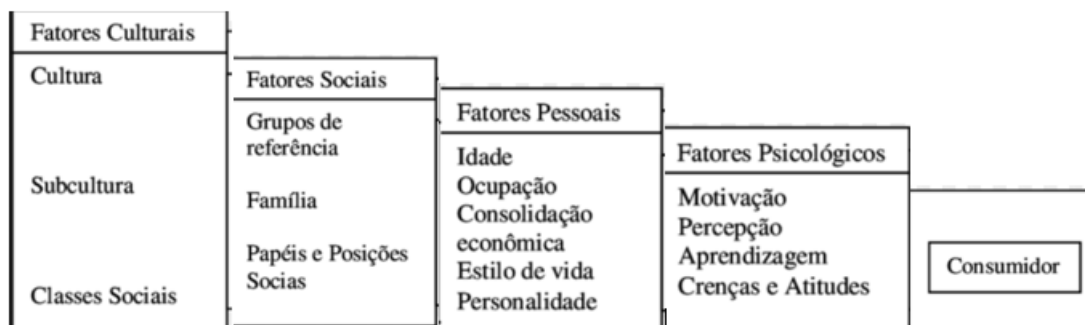 Fatores Culturais
Cultura
Subcultura
Classes Sociais
Fatores Sociais
Grupos de
referência
Família
Papéis e Posições
Socias
Fatores Pessoais
Idade
Ocupação
Consolidação
econômica
Estilo de vida
Personalidade
Fatores Psicológicos
Motivação
Percepção
Aprendizagem
Crenças e Atitudes
Consumidor